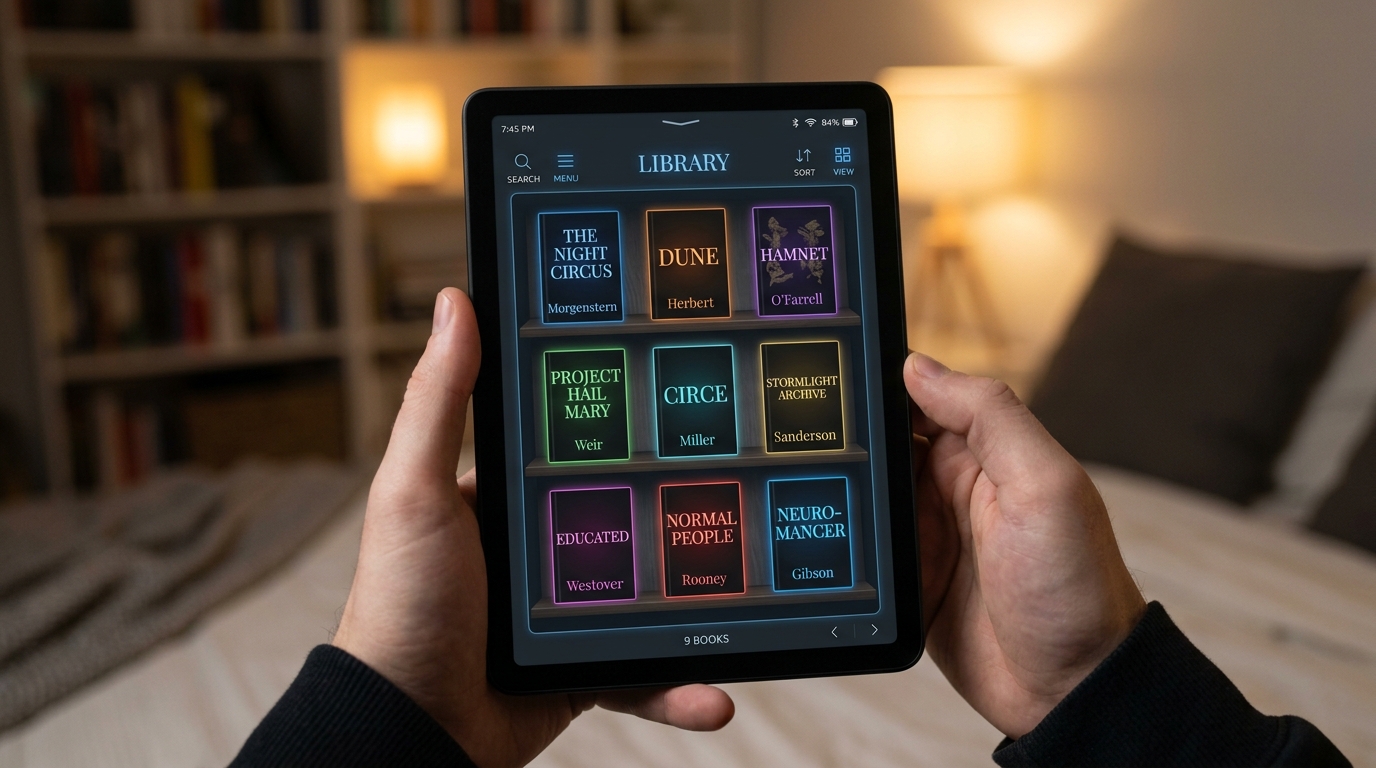 7:45 PM
84%
SEARCH
MENU
LIBRARY
SORT
VIEW
THE
NIGHT
CIRCUS
Morgenstern
DUNE
Herbert
HAMNET
O'Farrell
PROJECT
HAIL
MARY
Weir
CIRCE
Miller
STORMLIGHT
ARCHIVE
Sanderson
EDUCATED
Westover
NORMAL
PEOPLE
Rooney
NEURO-
MANCER
Gibson
9 BOOKS